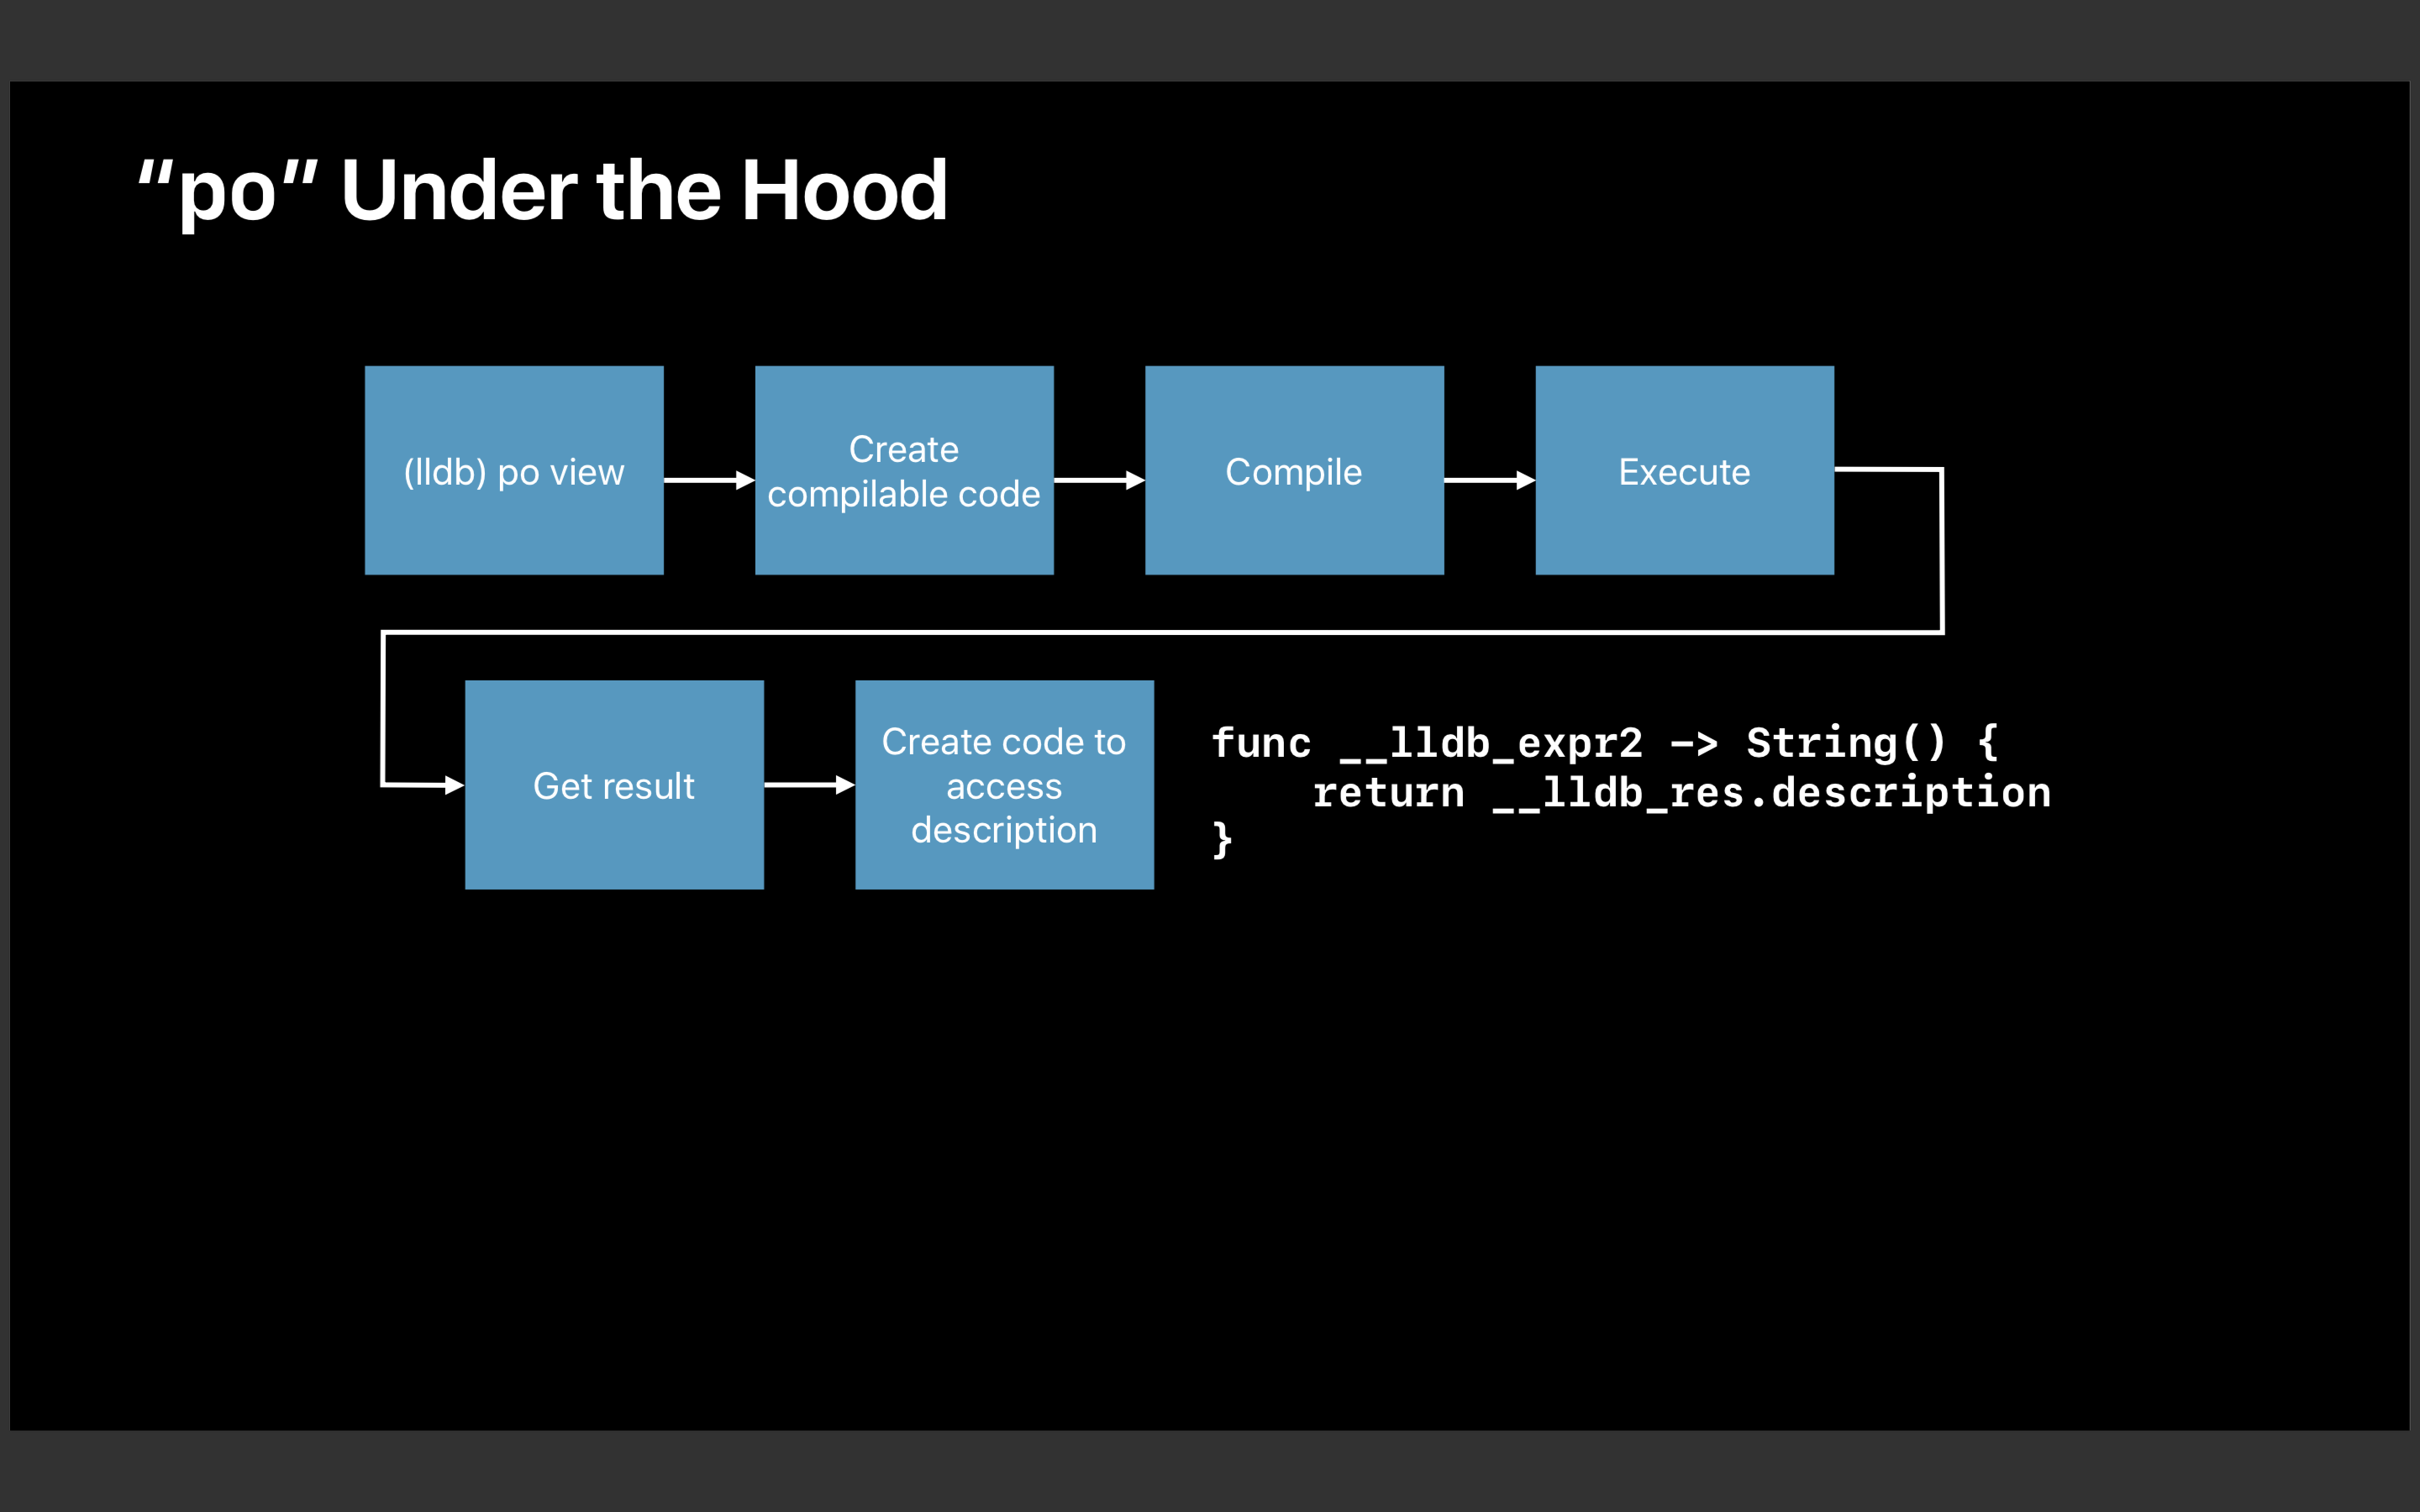 “po” Under the Hood
(lldb) po view
Create
compilable code
Compile
Execute
Get result
Create code to
access
description
func __lldb_expr2 —> String() {
    return __lldb_res.description
}